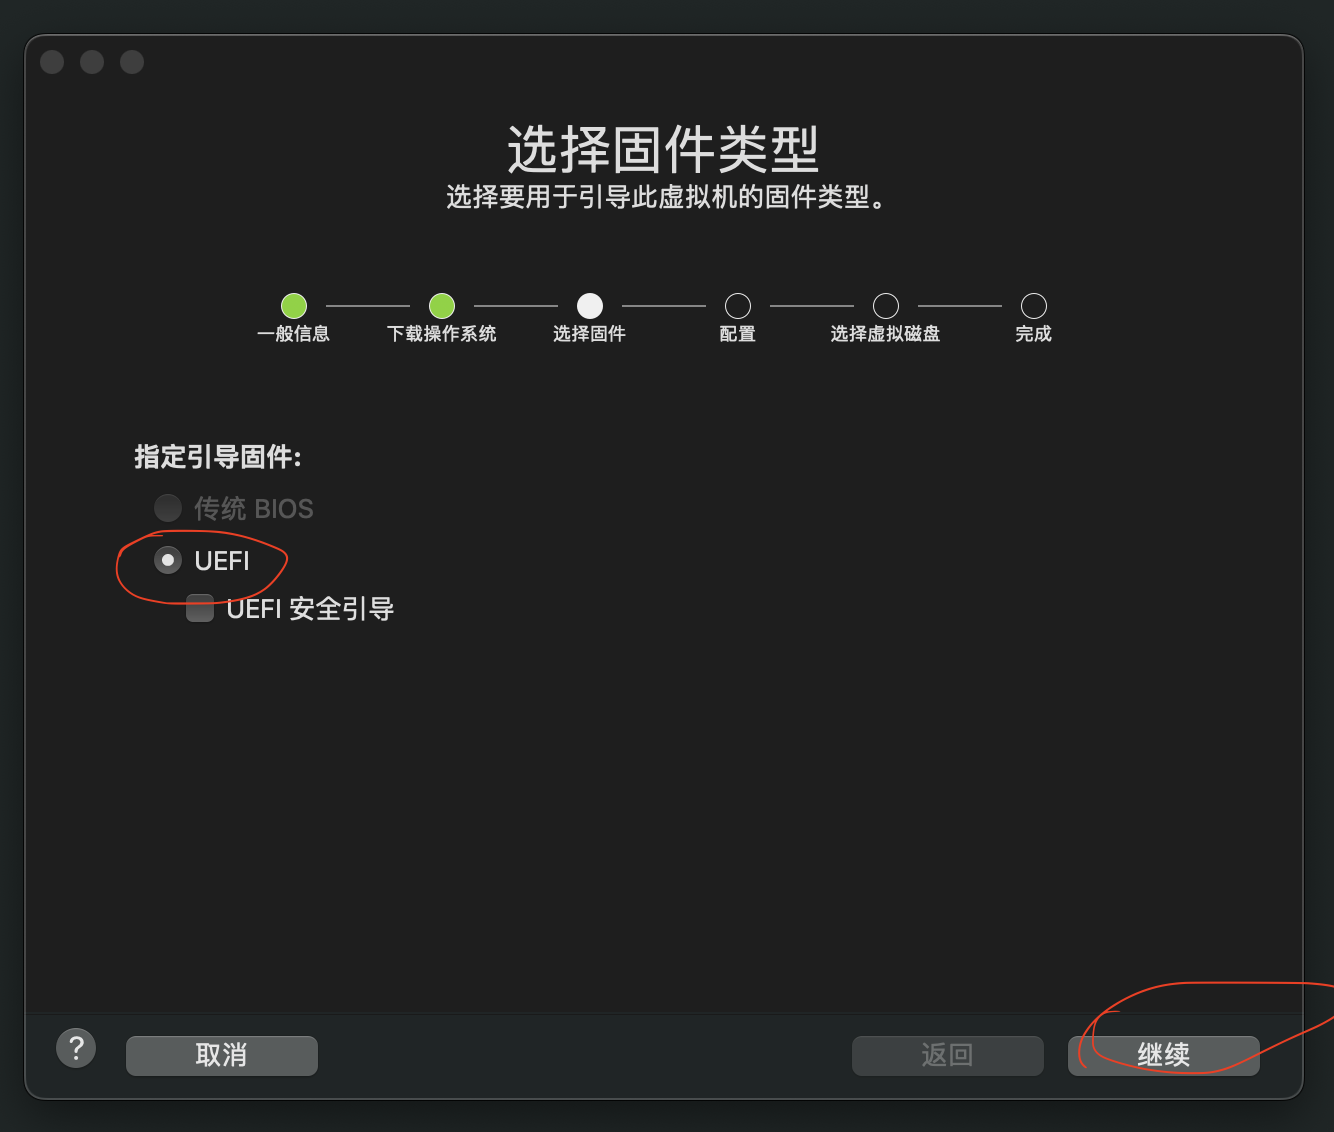 选择固件类型
选择要用于引导此虚拟机的固件类型。
一般信息 下载操作系统 选择固件 配置 选择虚拟磁盘 完成
指定引导固件:
传统 BIOS
UEFI
UEFI 安全引导
? 取消 返回 继续